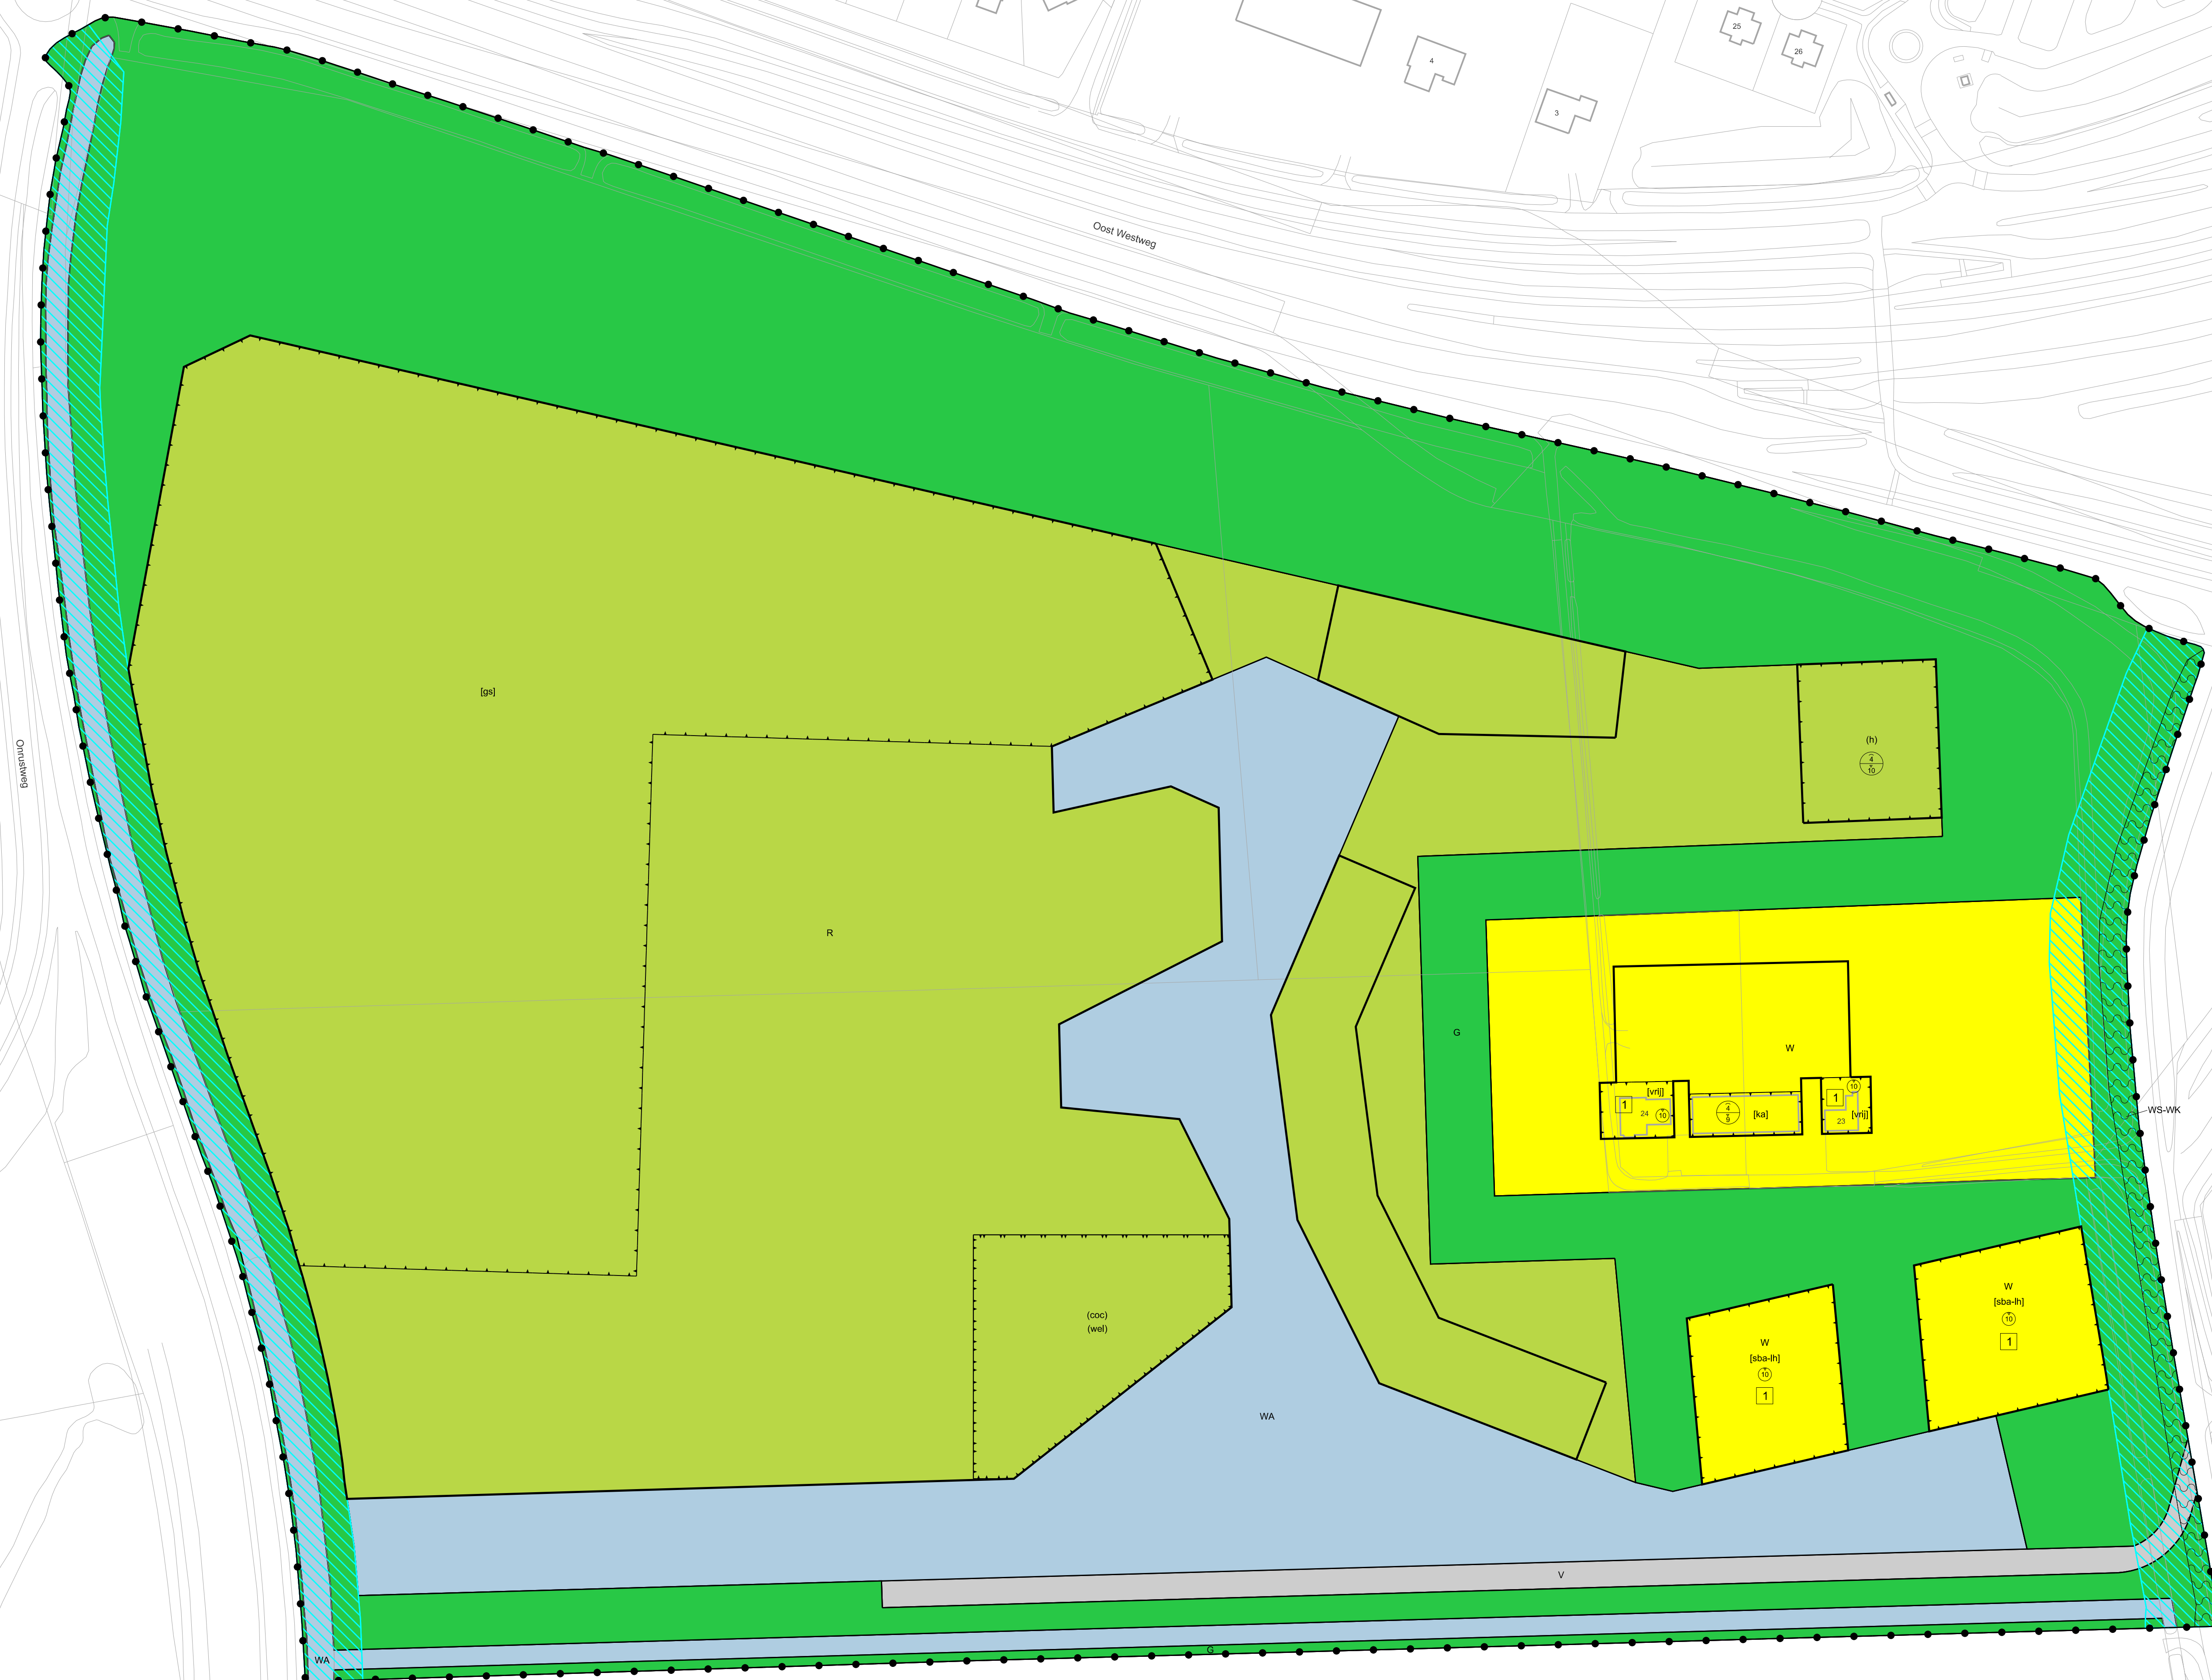 25
26
4
3
Oost Westweg
[gs]
(h)
4
10
Onrustweg
R
G
W
[vrij]
1
24
10
4
9
[ka]
10
1
[vrij]
23
WS-WK
W
[sba-lh]
10
1
W
[sba-lh]
10
1
(coc)
(wel)
WA
V
G
WA